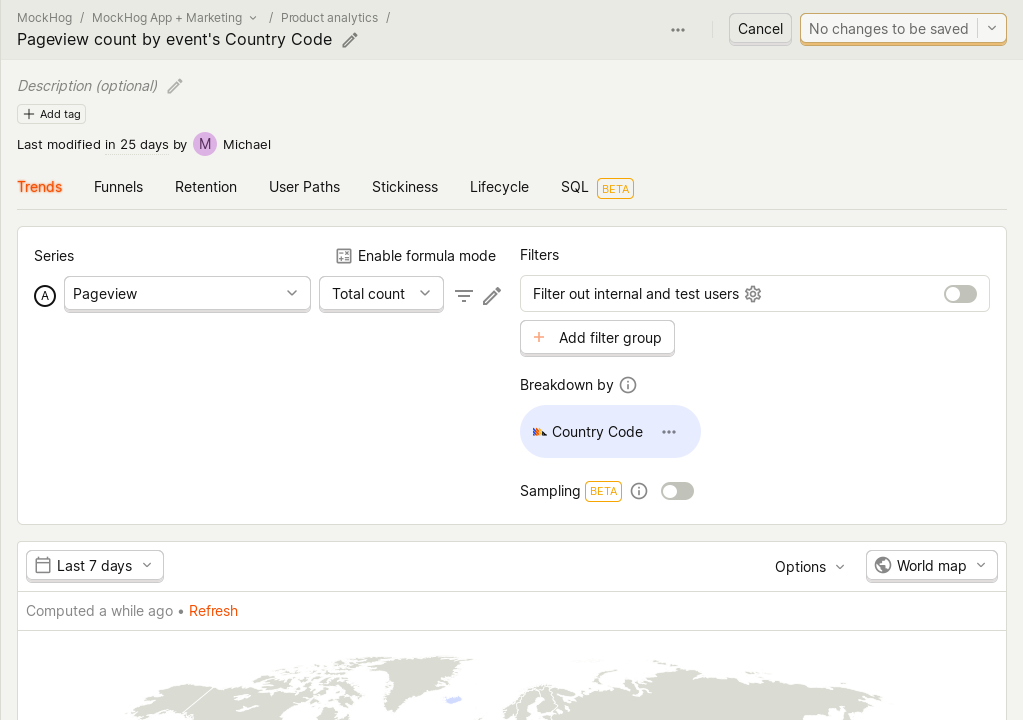 MockHog / MockHog App + Marketing / Product analytics /
Pageview count by event's Country Code
Cancel
No changes to be saved
Description (optional)
Add tag
Last modified in 25 days by M Michael
Trends Funnels Retention User Paths Stickiness Lifecycle SQL BETA
Series
Enable formula mode
A Pageview Total count
Filters
Filter out internal and test users
+ Add filter group
Breakdown by
Country Code
Sampling BETA
Last 7 days
Options
World map
Computed a while ago • Refresh